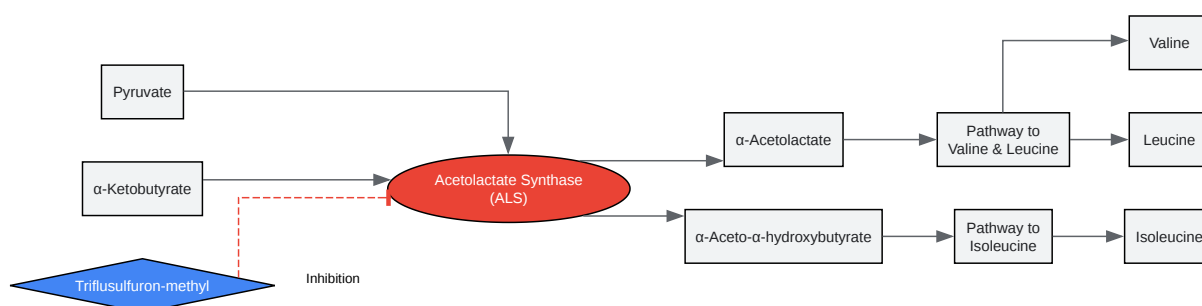 Valine
Pyruvate
α-Acetolactate
Pathway to
Valine & Leucine
Leucine
α-Ketobutyrate
Acetolactate Synthase
(ALS)
α-Aceto-α-hydroxybutyrate
Pathway to
Isoleucine
Isoleucine
Triflusulfuron-methyl
Inhibition